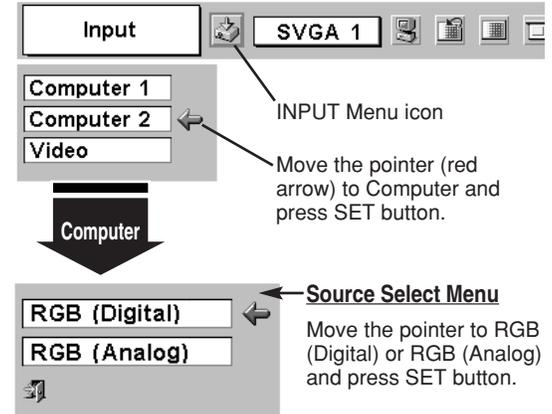 Input
SVGA 1
Computer 1
Computer 2
Video
INPUT Menu icon
Move the pointer (red
arrow) to Computer and
press SET button.
Computer
RGB (Digital)
RGB (Analog)
Source Select Menu
Move the pointer to RGB
(Digital) or RGB (Analog)
and press SET button.